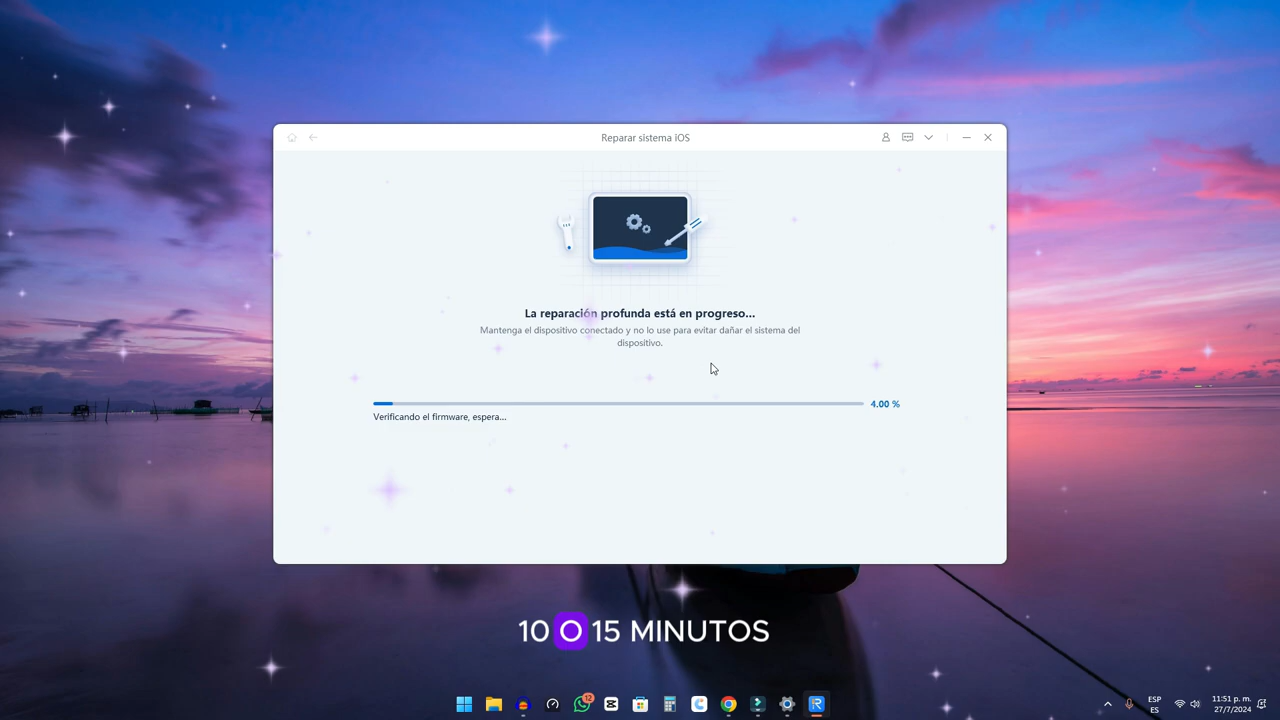 Reparar sistema iOS
La reparación profunda está en progreso...
Mantenga el dispositivo conectado y no lo use para evitar dañar el sistema del
dispositivo.
4.00 %
Verificando el firmware, espera...
10 O 15 MINUTOS
12
ESP
ES
11:51 p. m.
27/7/2024